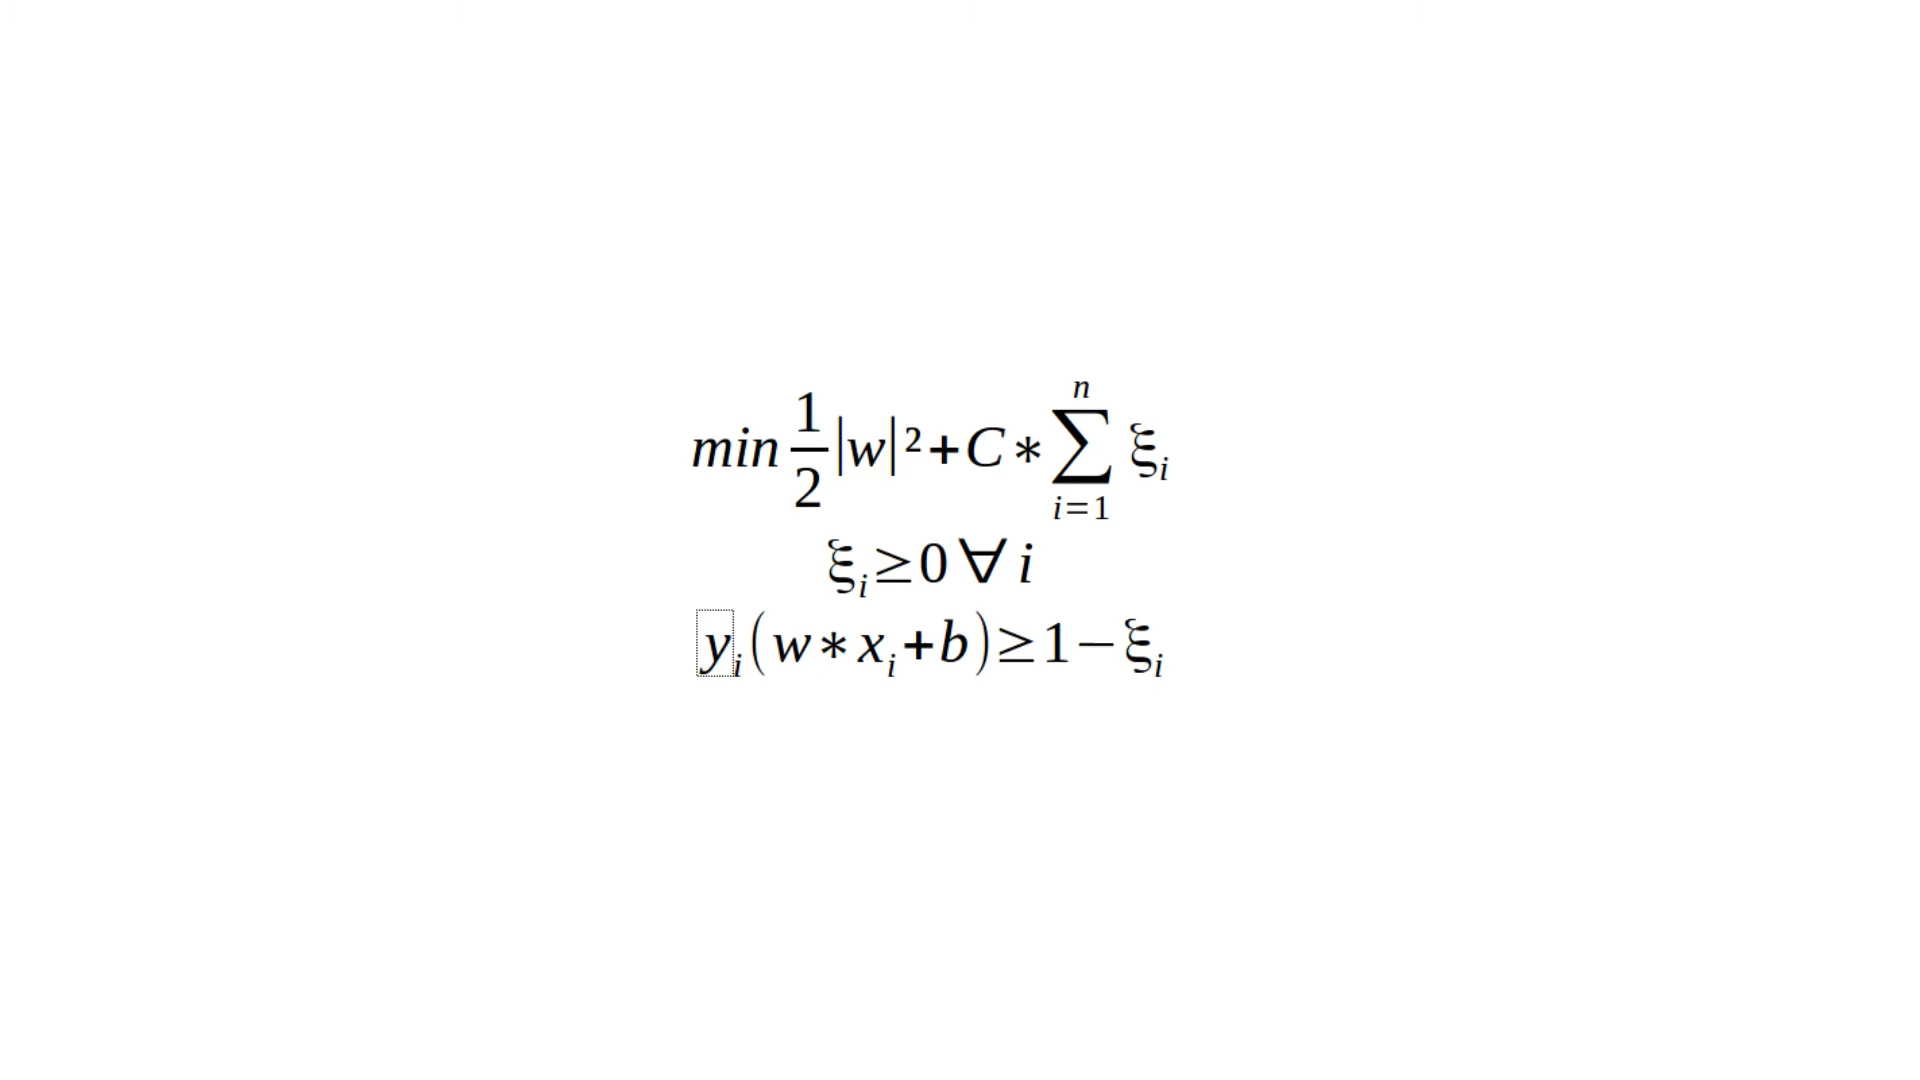 min 1/2 |w|² + C * ∑_{i=1}^{n} ξ_i
ξ_i ≥ 0 ∀ i
y_i (w * x_i + b) ≥ 1 − ξ_i